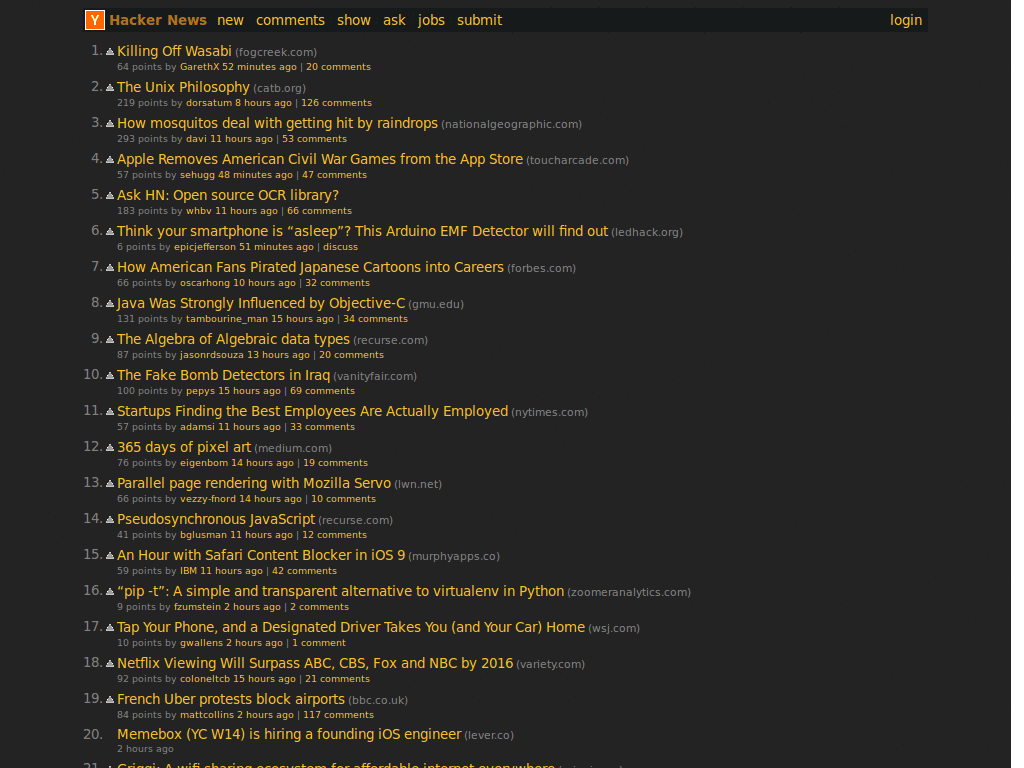 Y Hacker News new comments show ask jobs submit login
1. Killing Off Wasabi (fogcreek.com)
64 points by GarethX 52 minutes ago | 20 comments
2. The Unix Philosophy (catb.org)
219 points by dorsatum 8 hours ago | 126 comments
3. How mosquitos deal with getting hit by raindrops (nationalgeographic.com)
293 points by davi 11 hours ago | 53 comments
4. Apple Removes American Civil War Games from the App Store (toucharcade.com)
57 points by sehugg 48 minutes ago | 47 comments
5. Ask HN: Open source OCR library?
183 points by whbv 11 hours ago | 66 comments
6. Think your smartphone is “asleep”? This Arduino EMF Detector will find out (ledhack.org)
6 points by epicjefferson 51 minutes ago | discuss
7. How American Fans Pirated Japanese Cartoons into Careers (forbes.com)
66 points by oscarhong 10 hours ago | 32 comments
8. Java Was Strongly Influenced by Objective-C (gmu.edu)
131 points by tambourine_man 15 hours ago | 34 comments
9. The Algebra of Algebraic data types (recurse.com)
87 points by jasonrdsouza 13 hours ago | 20 comments
10. The Fake Bomb Detectors in Iraq (vanityfair.com)
100 points by pepys 15 hours ago | 69 comments
11. Startups Finding the Best Employees Are Actually Employed (nytimes.com)
57 points by adamsi 11 hours ago | 33 comments
12. 365 days of pixel art (medium.com)
76 points by eigenbom 14 hours ago | 19 comments
13. Parallel page rendering with Mozilla Servo (lwn.net)
66 points by vezzy-fnord 14 hours ago | 10 comments
14. Pseudosynchronous JavaScript (recurse.com)
41 points by bglusman 11 hours ago | 12 comments
15. An Hour with Safari Content Blocker in iOS 9 (murphyapps.co)
59 points by IBM 11 hours ago | 42 comments
16. “pip -t”: A simple and transparent alternative to virtualenv in Python (zoomeranalytics.com)
9 points by fzumstein 2 hours ago | 2 comments
17. Tap Your Phone, and a Designated Driver Takes You (and Your Car) Home (wsj.com)
10 points by gwallens 2 hours ago | 1 comment
18. Netflix Viewing Will Surpass ABC, CBS, Fox and NBC by 2016 (variety.com)
92 points by coloneltcb 15 hours ago | 21 comments
19. French Uber protests block airports (bbc.co.uk)
84 points by mattcollins 2 hours ago | 117 comments
20. Memebox (YC W14) is hiring a founding iOS engineer (lever.co)
2 hours ago
21. Griggi: A wifi sharing ecosystem for affordable internet everywhere